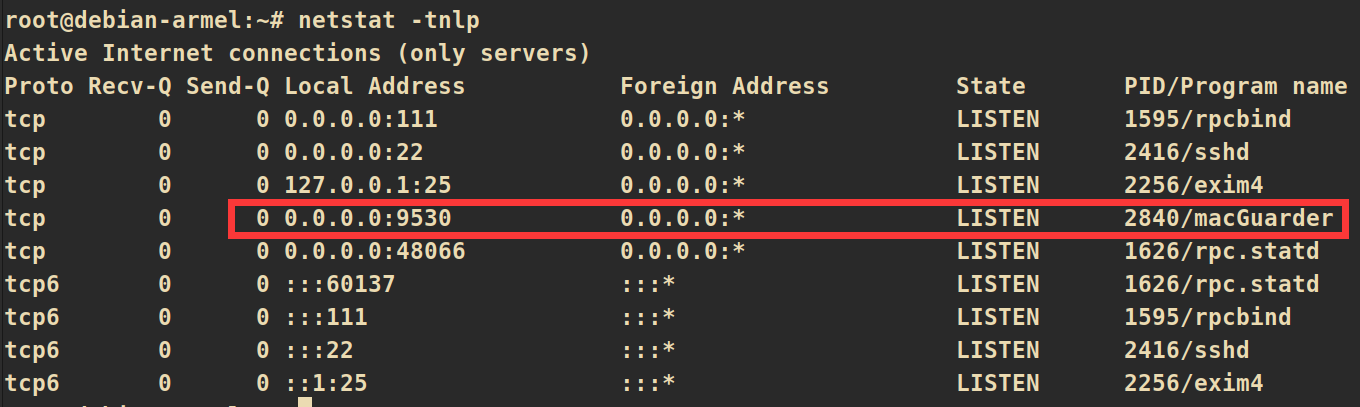 root@debian-armel:~# netstat -tnlp
Active Internet connections (only servers)
Proto Recv-Q Send-Q Local Address           Foreign Address         State       PID/Program name
tcp        0      0 0.0.0.0:111             0.0.0.0:*               LISTEN      1595/rpcbind
tcp        0      0 0.0.0.0:22              0.0.0.0:*               LISTEN      2416/sshd
tcp        0      0 127.0.0.1:25            0.0.0.0:*               LISTEN      2256/exim4
tcp        0      0 0.0.0.0:9530            0.0.0.0:*               LISTEN      2840/macGuarder
tcp        0      0 0.0.0.0:48066           0.0.0.0:*               LISTEN      1626/rpc.statd
tcp6       0      0 :::60137                :::*                    LISTEN      1626/rpc.statd
tcp6       0      0 :::111                  :::*                    LISTEN      1595/rpcbind
tcp6       0      0 :::22                   :::*                    LISTEN      2416/sshd
tcp6       0      0 ::1:25                  :::*                    LISTEN      2256/exim4